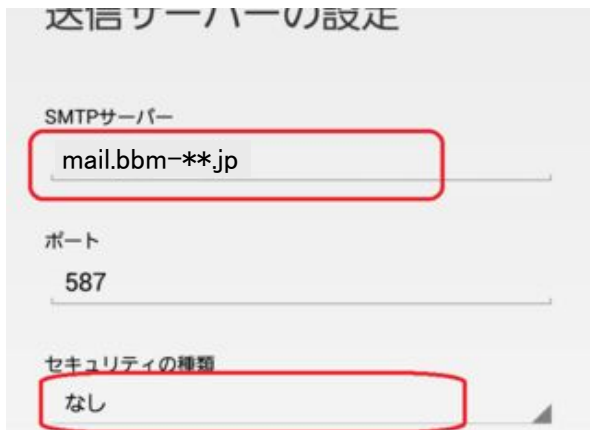 送信サーバーの設定
SMTPサーバー
mail.bbm-**.jp
ポート
587
セキュリティの種類
なし